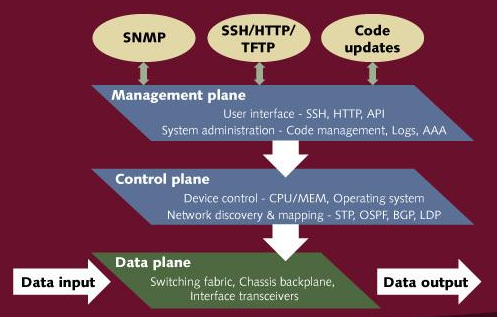 SNMP
SSH/HTTP/
TFTP
Code
updates
Management plane
User interface - SSH, HTTP, API
System administration - Code management, Logs, AAA
Control plane
Device control - CPU/MEM, Operating system
Network discovery & mapping - STP, OSPF, BGP, LDP
Data plane
Data input
Switching fabric, Chassis backplane,
Interface transceivers
Data output